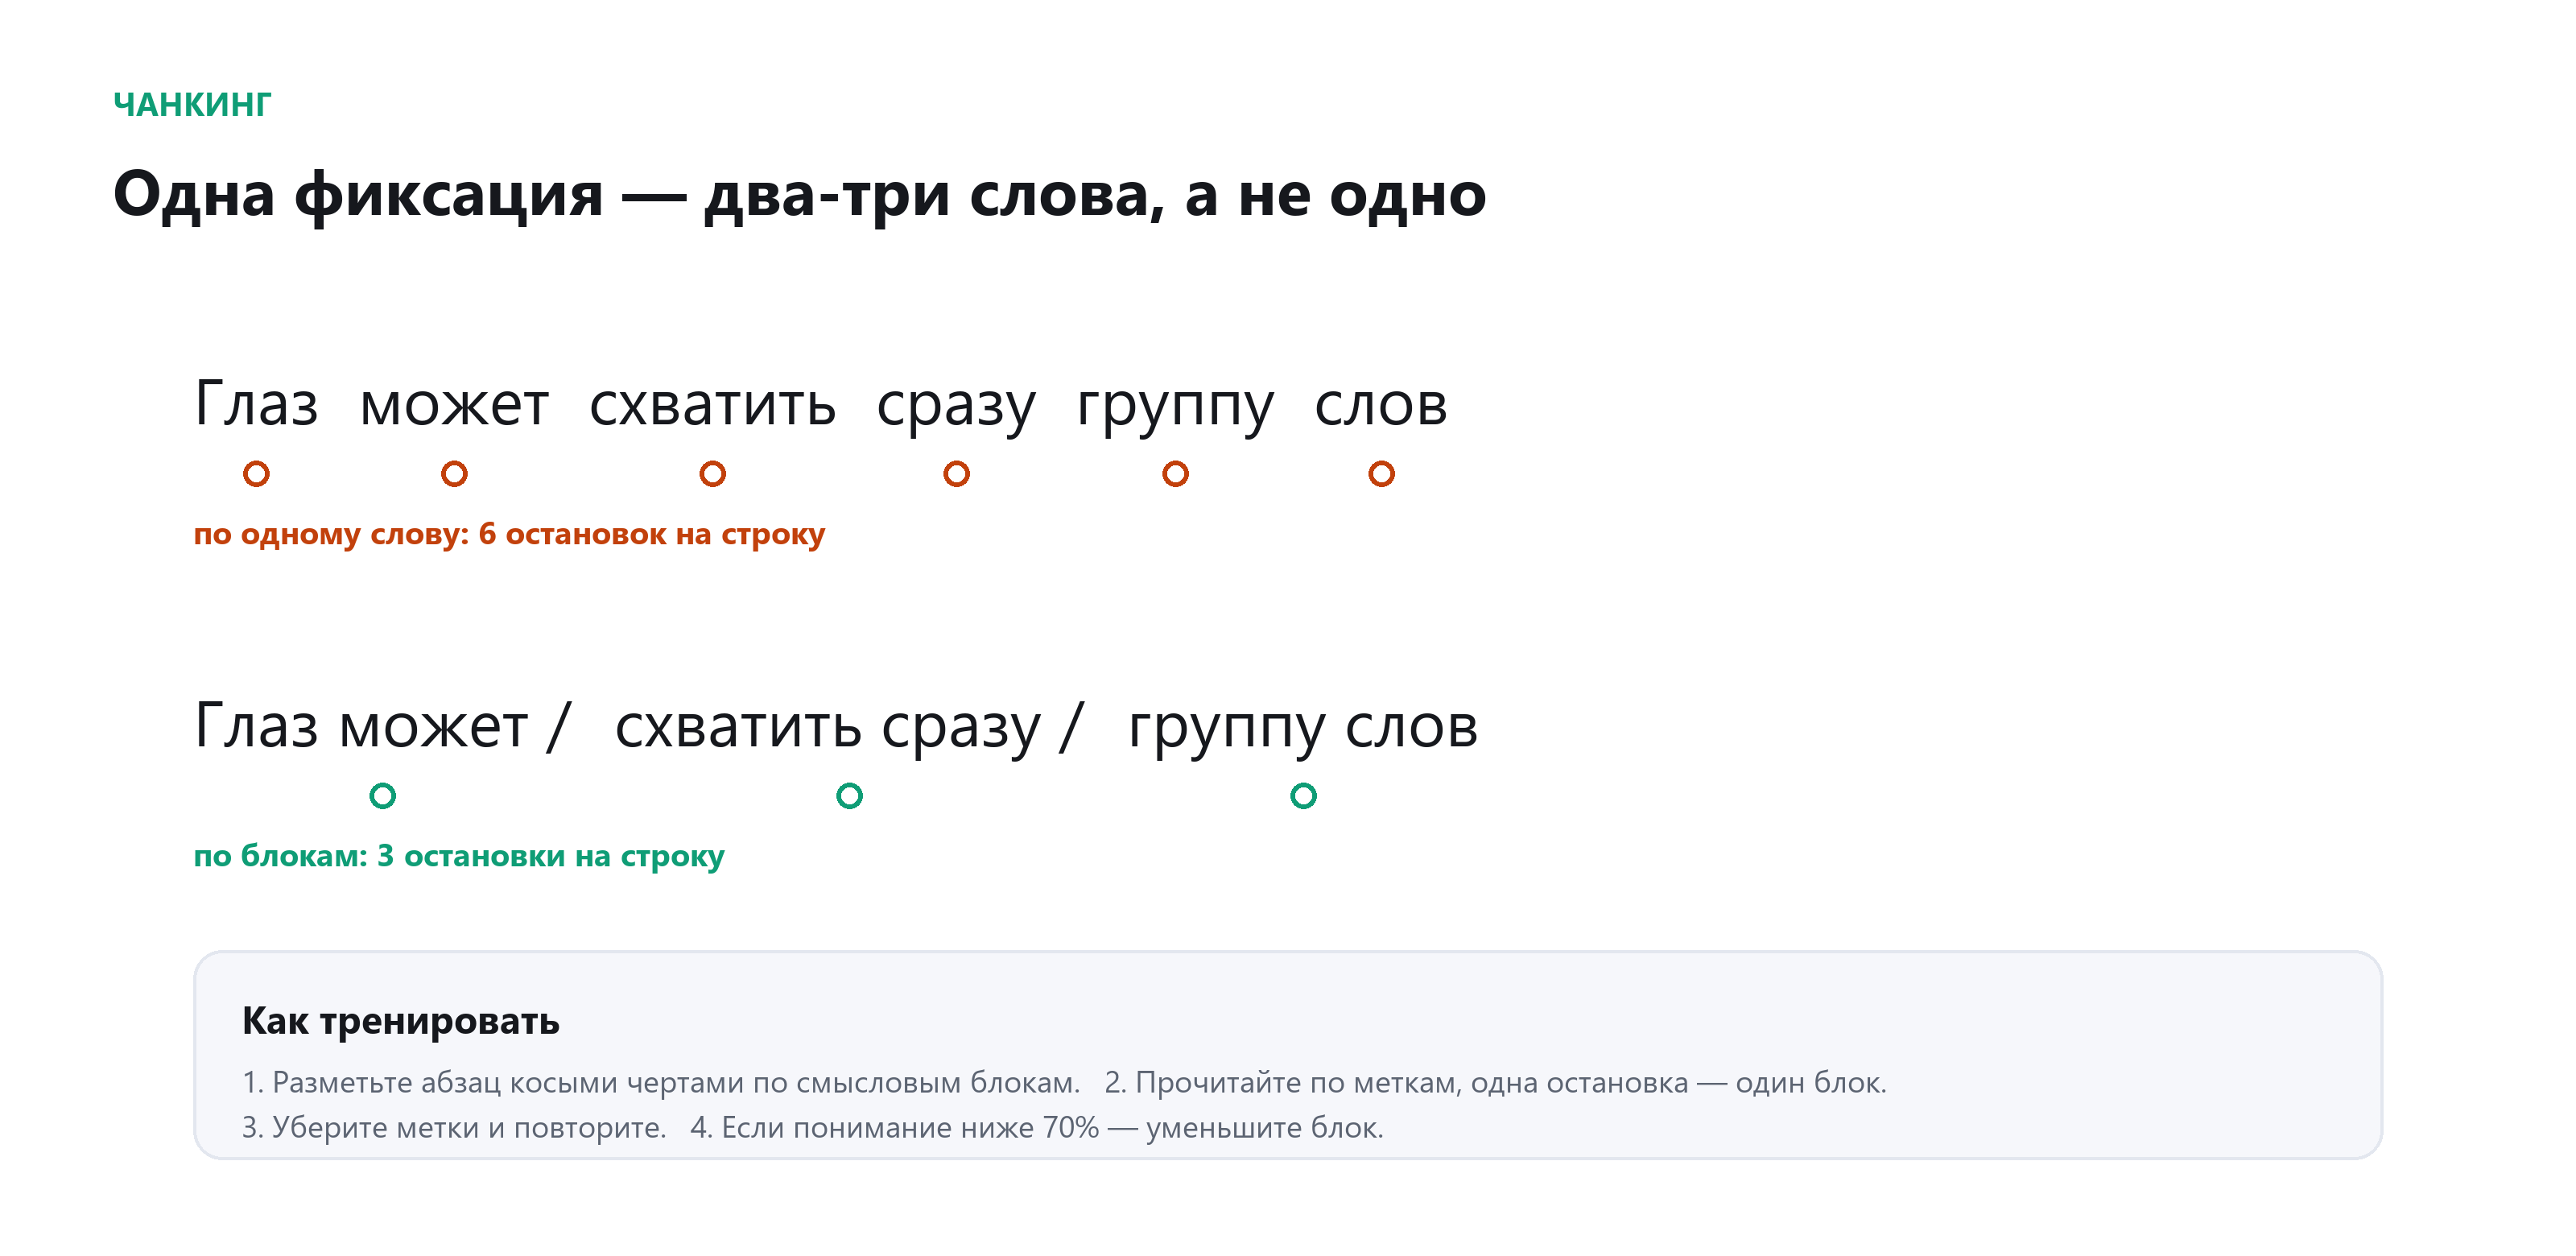 ЧАНКИНГ
Одна фиксация — два-три слова, а не одно
Глаз может схватить сразу группу слов
по одному слову: 6 остановок на строку
Глаз может / схватить сразу / группу слов
по блокам: 3 остановки на строку
Как тренировать
1. Разметьте абзац косыми чертами по смысловым блокам. 2. Прочитайте по меткам, одна остановка — один блок.
3. Уберите метки и повторите. 4. Если понимание ниже 70% — уменьшите блок.